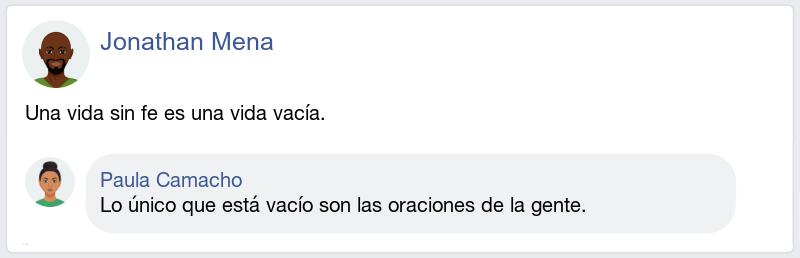 Jonathan Mena
Una vida sin fe es una vida vacía.
Paula Camacho
Lo único que está vacío son las oraciones de la gente.